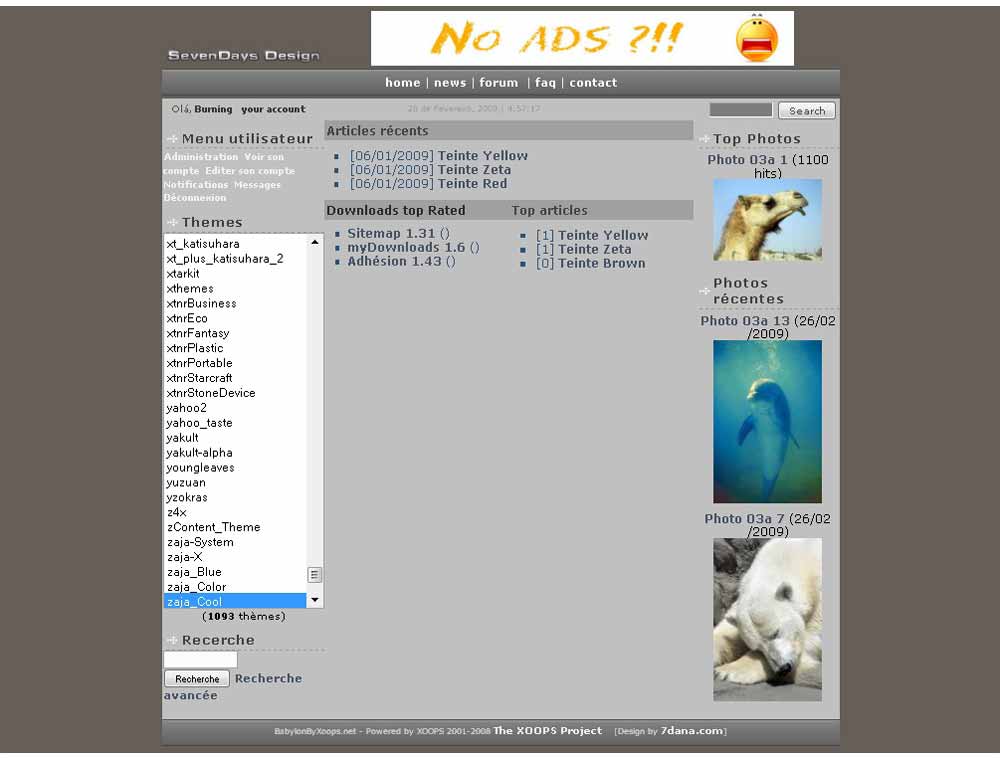 No ADS ?!!
SevenDays Design
home | news | forum | faq | contact
Olá, Burning your account
26 de Fevereiro, 2009 | 4:57:17
Search
Menu utilisateur
Administration Voir son
compte Editer son compte
Notifications Messages
Déconnexion
Themes
xt_katisuhara
xt_plus_katisuhara_2
xtarkit
xthemes
xtnrBusiness
xtnrEco
xtnrFantasy
xtnrPlastic
xtnrPortable
xtnrStarcraft
xtnrStoneDevice
yahoo2
yahoo_taste
yakult
yakult-alpha
youngleaves
yuzuan
yzokras
z4x
zContent_Theme
zaja-System
zaja-X
zaja_Blue
zaja_Color
zaja_Cool
(1093 thèmes)
Recerche
Recherche Recherche
avancée
Articles récents
[06/01/2009] Teinte Yellow
[06/01/2009] Teinte Zeta
[06/01/2009] Teinte Red
Downloads top Rated
Sitemap 1.31 ()
myDownloads 1.6 ()
Adhésion 1.43 ()
Top articles
[1] Teinte Yellow
[1] Teinte Zeta
[0] Teinte Brown
Top Photos
Photo 03a 1 (1100
hits)
Photos
récentes
Photo 03a 13 (26/02
/2009)
Photo 03a 7 (26/02
/2009)
BabylonByXoops.net - Powered by XOOPS 2001-2008 The XOOPS Project [Design by 7dana.com]